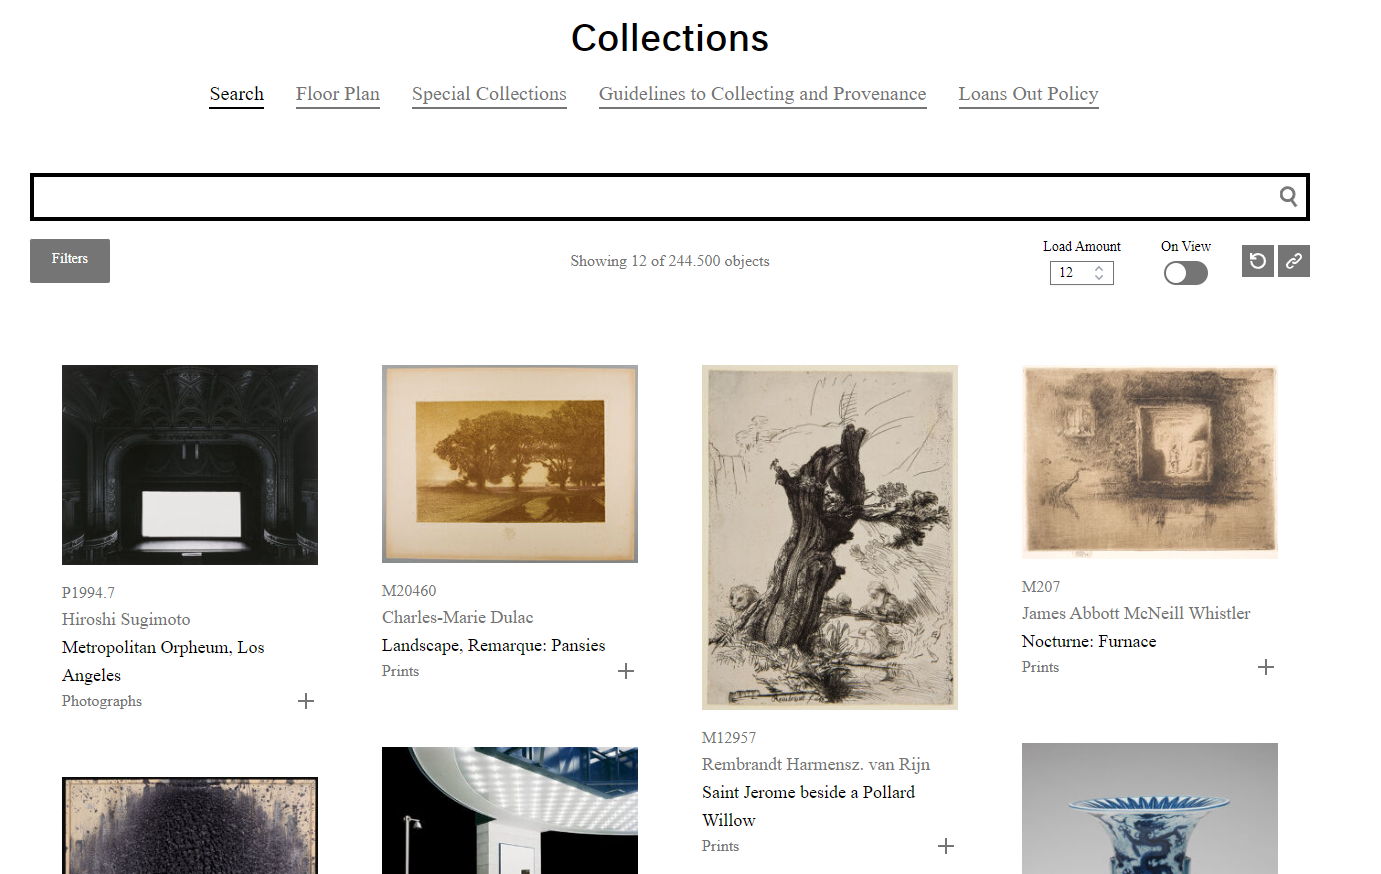 Collections
Search Floor Plan Special Collections Guidelines to Collecting and Provenance Loans Out Policy
Filters
Showing 12 of 244.500 objects
Load Amount
12
On View
P1994.7
Hiroshi Sugimoto
Metropolitan Orpheum, Los
Angeles
Photographs
M20460
Charles-Marie Dulac
Landscape, Remarque: Pansies
Prints
M12957
Rembrandt Harmensz. van Rijn
Saint Jerome beside a Pollard
Willow
Prints
M207
James Abbott McNeill Whistler
Nocturne: Furnace
Prints